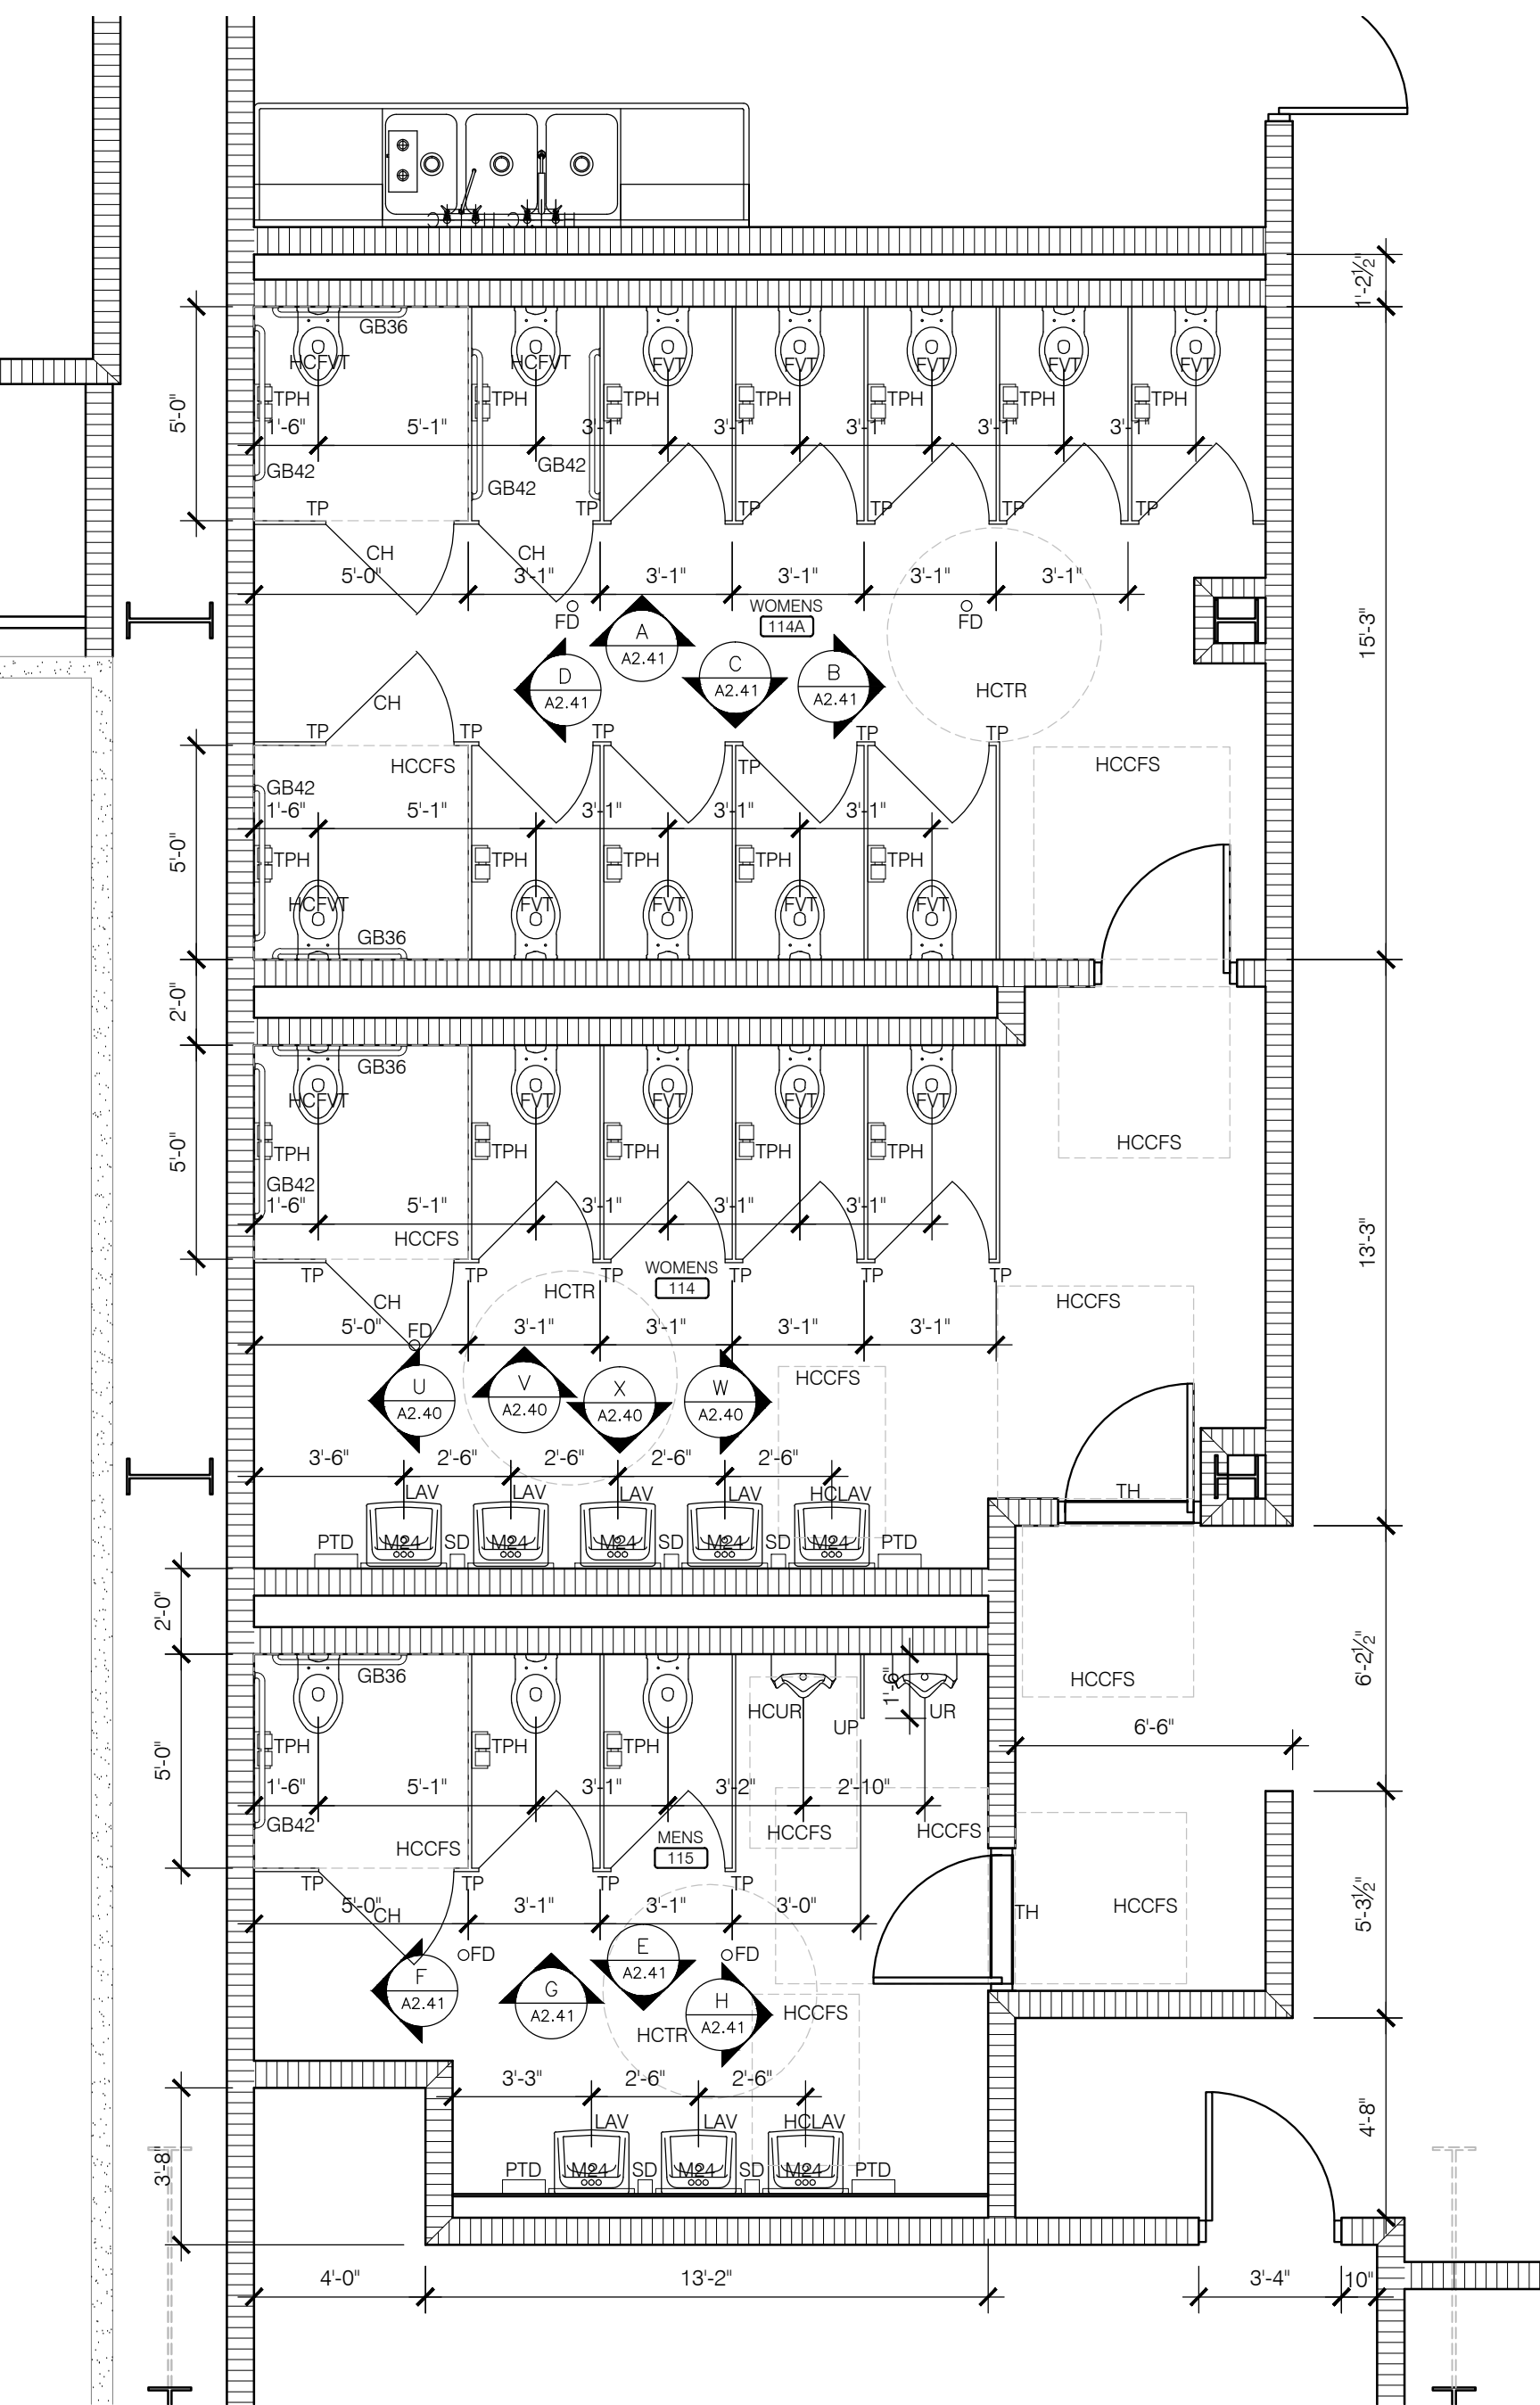 C H C H
1'-2½"
GB36
HCFVT HCFVT FVT FVT FVT FVT FVT
TPH TPH TPH TPH TPH TPH TPH
5'-0"
1'-6" 5'-1" 3'-1" 3'-1" 3'-1" 3'-1" 3'-1"
GB42 GB42 GB42
TP TP TP TP TP TP
CH CH
5'-0" 3'-1" 3'-1" 3'-1" 3'-1" 3'-1"
WOMENS
114A
FD FD
15'-3"
A
A2.41
D
A2.41
C
A2.41
B
A2.41
HCTR
CH
TP TP TP TP TP TP
HCCFS HCCFS
GB42
1'-6" 5'-1" 3'-1" 3'-1" 3'-1"
5'-0"
TPH TPH TPH TPH TPH
HCFVT FVT FVT FVT FVT
GB36
2'-0"
GB36
HCFVT FVT FVT FVT FVT
TPH TPH TPH TPH TPH
HCCFS
5'-0"
GB42
1'-6" 5'-1" 3'-1" 3'-1" 3'-1"
HCCFS
13'-3"
WOMENS
114
TP TP TP TP TP TP
HCTR
CH
HCCFS
FD
5'-0" 3'-1" 3'-1" 3'-1" 3'-1"
HCCFS
U
A2.40
V
A2.40
X
A2.40
W
A2.40
3'-6" 2'-6" 2'-6" 2'-6" 2'-6"
LAV LAV LAV LAV HCLAV
TH
PTD M24 SD M24 M24 SD M24 SD M24 PTD
2'-0"
6'-2½"
GB36
HCCFS
1'-6"
HCUR UP UR
6'-6"
TPH TPH TPH
5'-0"
1'-6" 5'-1" 3'-1" 3'-2" 2'-10"
GB42
HCCFS HCCFS HCCFS
MENS
115
TP TP TP TP
5'-0" 3'-1" 3'-1" 3'-0"
CH
TH
HCCFS
5'-3½"
FD FD
E
A2.41
F
A2.41
G
A2.41
H
A2.41
HCCFS
HCTR
3'-3" 2'-6" 2'-6"
LAV LAV HCLAV
4'-8"
3'-8"
PTD M24 SD M24 SD M24 PTD
4'-0" 13'-2" 3'-4" 10"